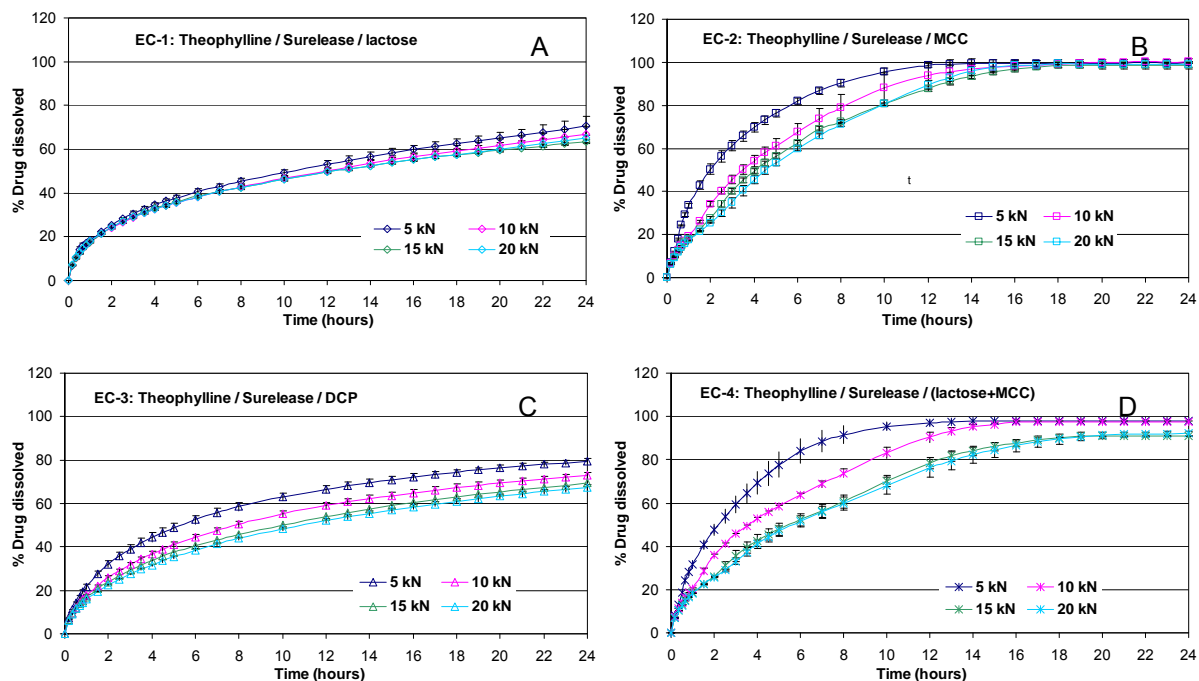 EC-1: Theophylline / Surelease / lactose
A
% Drug dissolved
120
100
80
60
40
20
0
5 kN
10 kN
15 kN
20 kN
0 2 4 6 8 10 12 14 16 18 20 22 24
Time (hours)
EC-2: Theophylline / Surelease / MCC
B
% Drug dissolved
120
100
80
60
40
20
0
t
5 kN
10 kN
15 kN
20 kN
0 2 4 6 8 10 12 14 16 18 20 22 24
Time (hours)
EC-3: Theophylline / Surelease / DCP
C
% Drug dissolved
120
100
80
60
40
20
0
5 kN
10 kN
15 kN
20 kN
0 2 4 6 8 10 12 14 16 18 20 22 24
Time (hours)
EC-4: Theophylline / Surelease / (lactose+MCC)
D
% Drug dissolved
120
100
80
60
40
20
0
5 kN
10 kN
15 kN
20 kN
0 2 4 6 8 10 12 14 16 18 20 22 24
Time (hours)